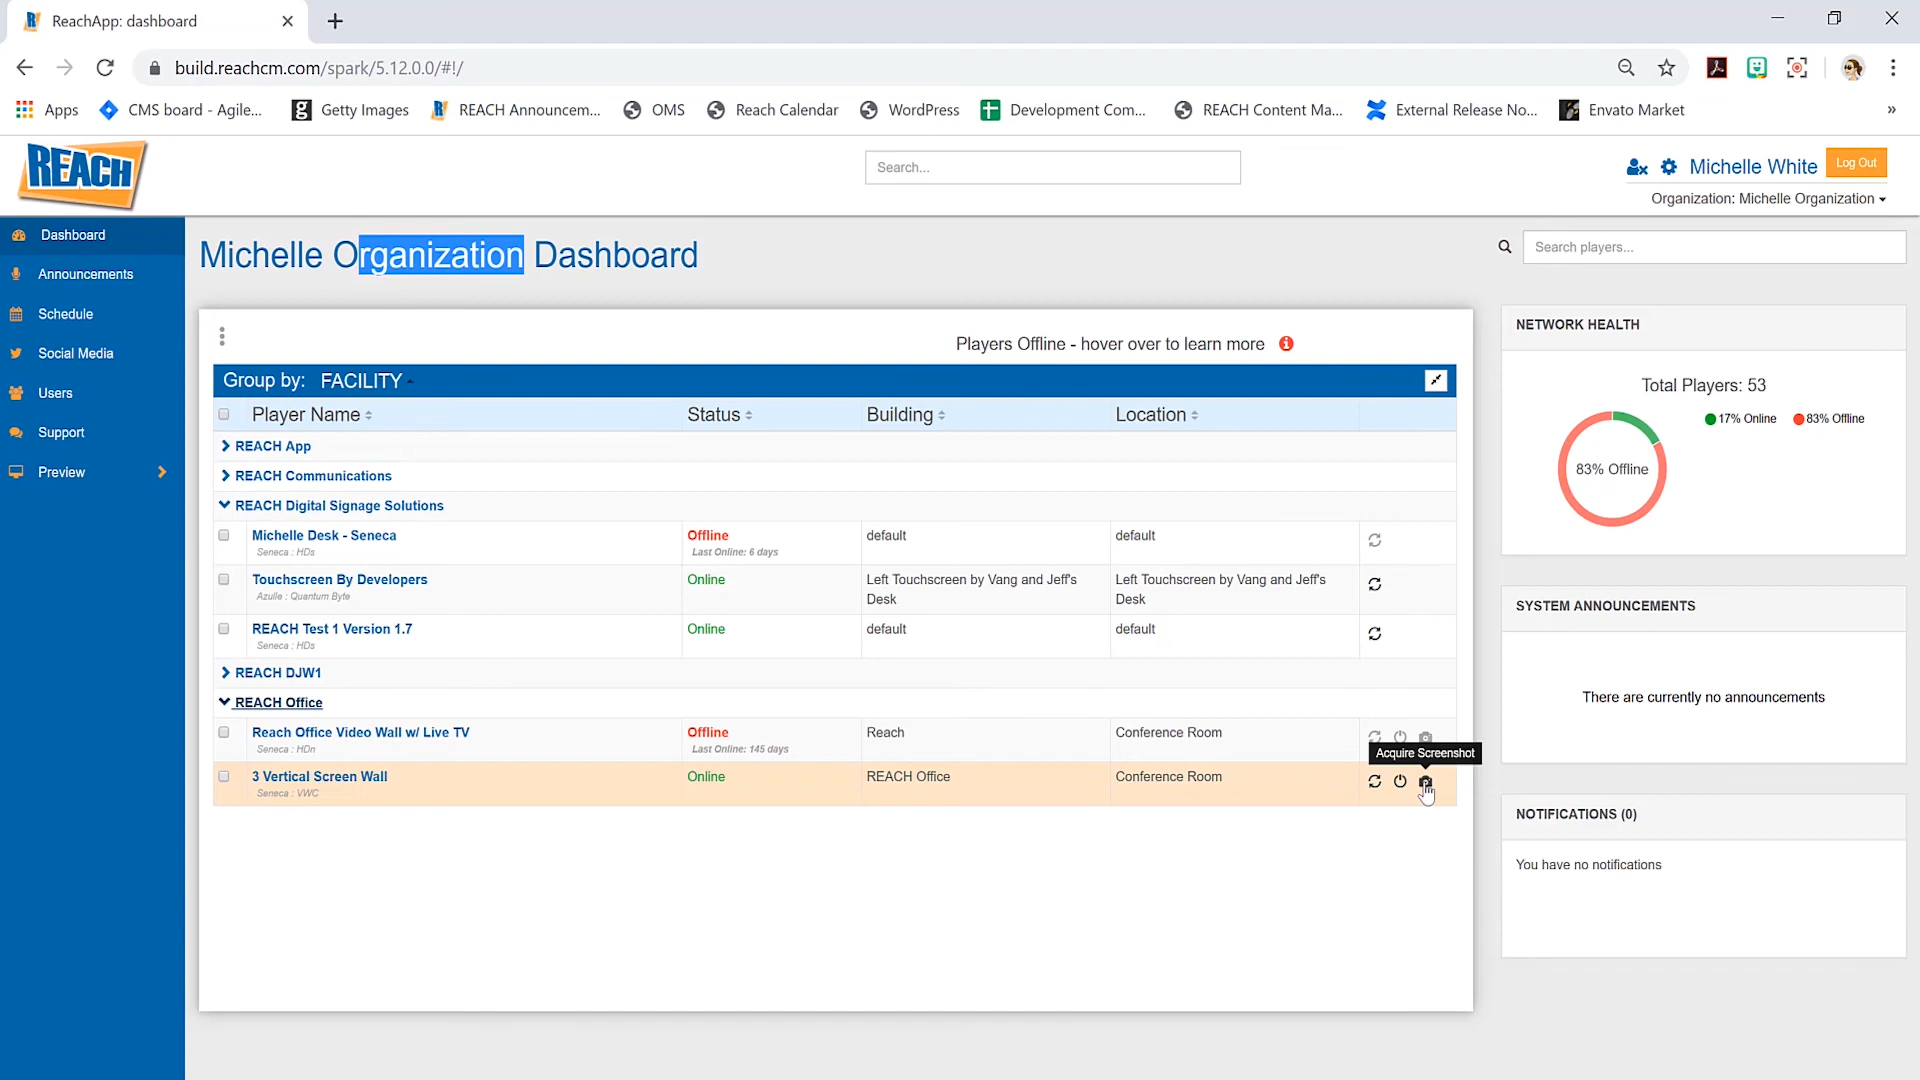 ReachApp: dashboard
build.reachcm.com/spark/5.12.0.0/#!/
Apps CMS board - Agile... Getty Images REACH Announcem... OMS Reach Calendar WordPress Development Com... REACH Content Ma... External Release No... Envato Market »
REACH
Search...
Michelle White Log Out
Organization: Michelle Organization
Dashboard
Announcements
Schedule
Social Media
Users
Support
Preview
Michelle Organization Dashboard
Search players...
Players Offline - hover over to learn more
Group by: FACILITY
Player Name Status Building Location
REACH App
REACH Communications
REACH Digital Signage Solutions
Michelle Desk - Seneca Offline default default
Seneca : HDs Last Online: 6 days
Touchscreen By Developers Online Left Touchscreen by Vang and Jeff's Left Touchscreen by Vang and Jeff's
Azulle : Quantum Byte Desk Desk
REACH Test 1 Version 1.7 Online default default
Seneca : HDs
REACH DJW1
REACH Office
Reach Office Video Wall w/ Live TV Offline Reach Conference Room
Seneca : HDn Last Online: 145 days
Acquire Screenshot
3 Vertical Screen Wall Online REACH Office Conference Room
Seneca : VWC
NETWORK HEALTH
Total Players: 53
17% Online 83% Offline
83% Offline
SYSTEM ANNOUNCEMENTS
There are currently no announcements
NOTIFICATIONS (0)
You have no notifications